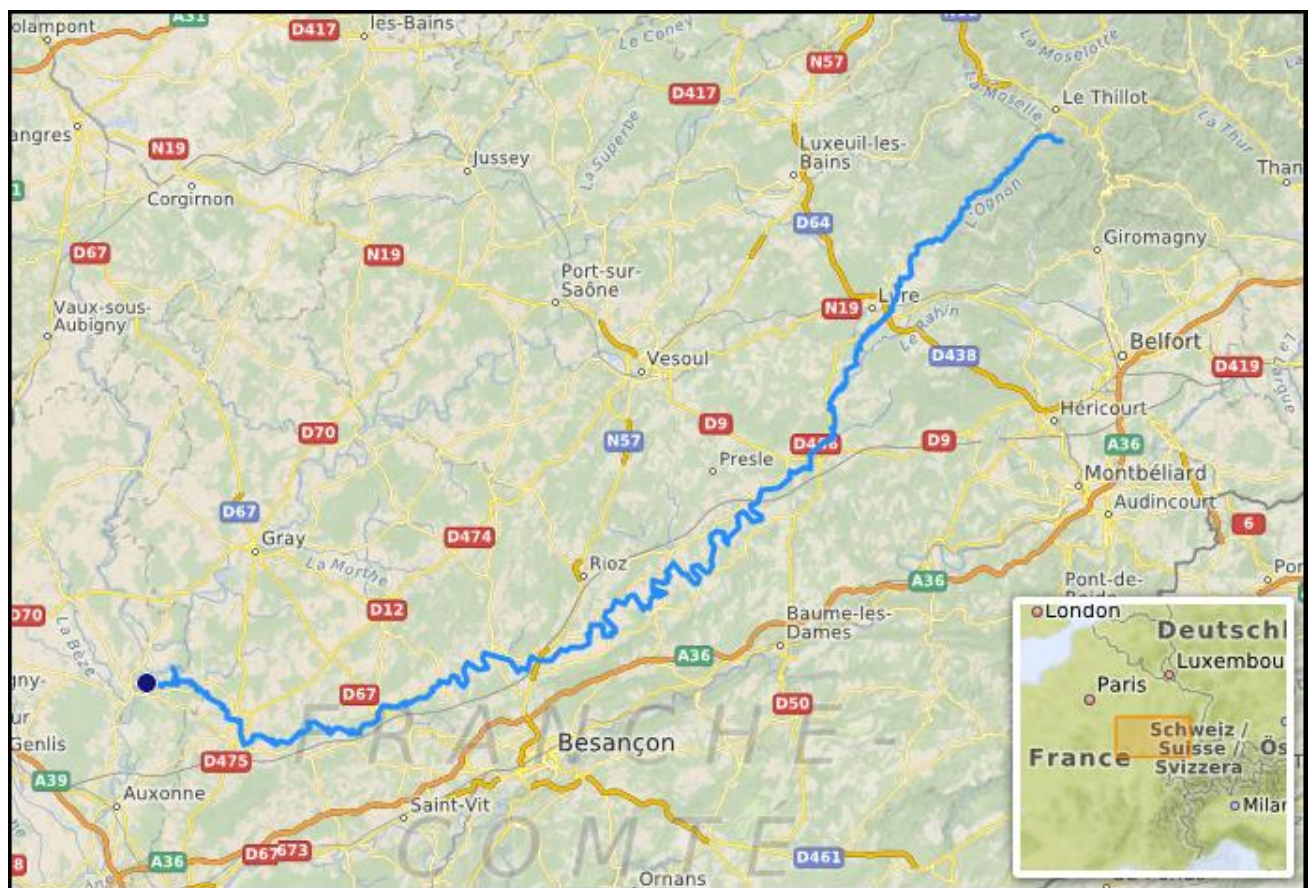 olampont
A31
D417
les-Bains
Le Coney
N57
La Moselotte
D417
La Moselle
Le Thillot
La Thur
angres
N19
Corgirnon
Jussey
La Superbe
Luxeuil-les-
Bains
Than
L'Ognon
D64
D67
N19
Giromagny
Port-sur-
Saône
Vaux-sous-
Aubigny
N19
Lure
Le Rahin
D438
Belfort
D419
Vesoul
D70
N57
D9
D486
D9
Héricourt
A36
Presle
Montbéliard
Audincourt
6
D67
Gray
D474
La Morthe
Rioz
A36
Pont-de-
D70
La Bèze
D12
Baume-les-
Dames
A36
D67
D50
Genlis
D475
FRANCHE-
COMTÉ
Besançon
A39
Auxonne
Saint-Vit
A36
D67
673
D461
Ornans
London
Deutschl
Luxembou
Paris
France
Schweiz /
Suisse /
Svizzera
Ös
Milan